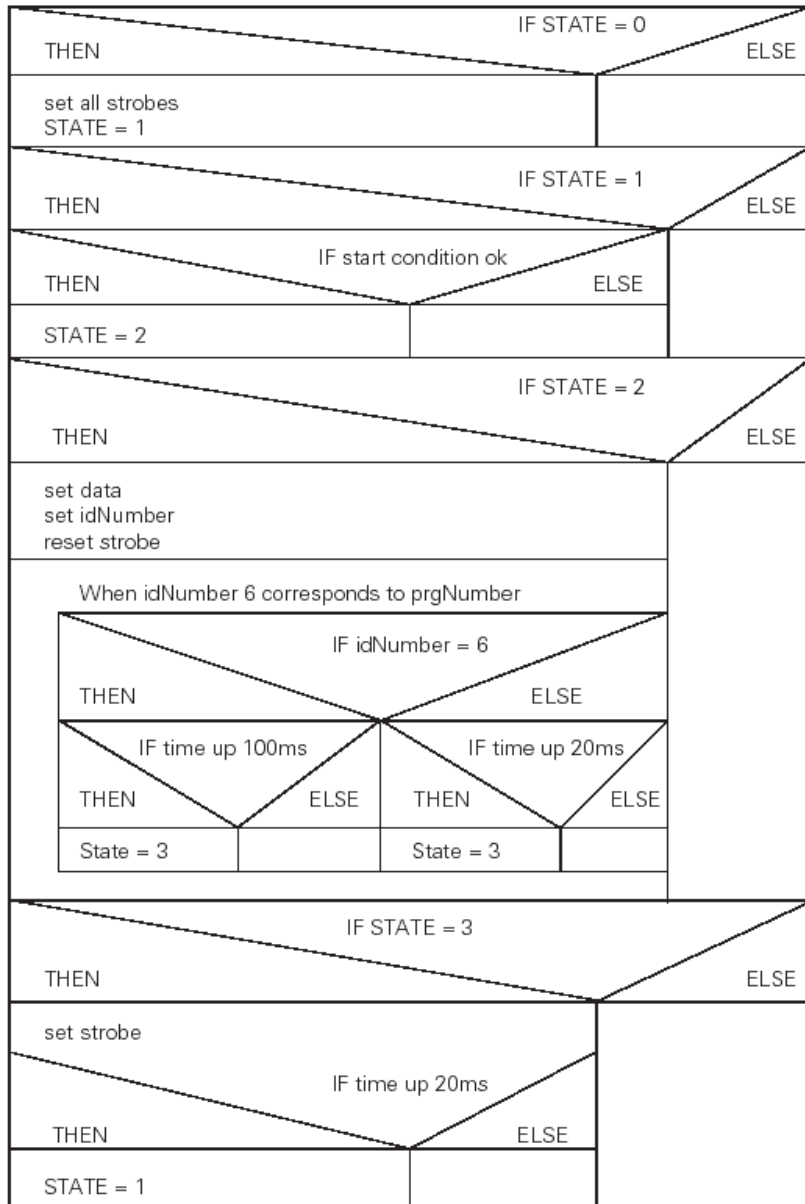 IF STATE = 0
THEN
ELSE
set all strobes
STATE = 1
IF STATE = 1
THEN
ELSE
IF start condition ok
THEN
ELSE
STATE = 2
IF STATE = 2
THEN
ELSE
set data
set idNumber
reset strobe
When idNumber 6 corresponds to prgNumber
IF idNumber = 6
THEN
ELSE
IF time up 100ms
IF time up 20ms
THEN
ELSE
THEN
ELSE
State = 3
State = 3
IF STATE = 3
THEN
ELSE
set strobe
IF time up 20ms
THEN
ELSE
STATE = 1